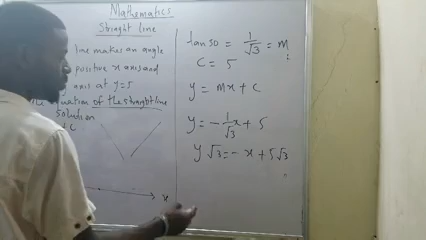 Mathematics
Straight line
line makes an angle
positive x axis and
axis at y=5
equation of the straight line
Solution
C
x
tan 30 = 1/√3 = m
C = 5
y = mx + c
y = - 1/√3 x + 5
y √3 = - x + 5√3